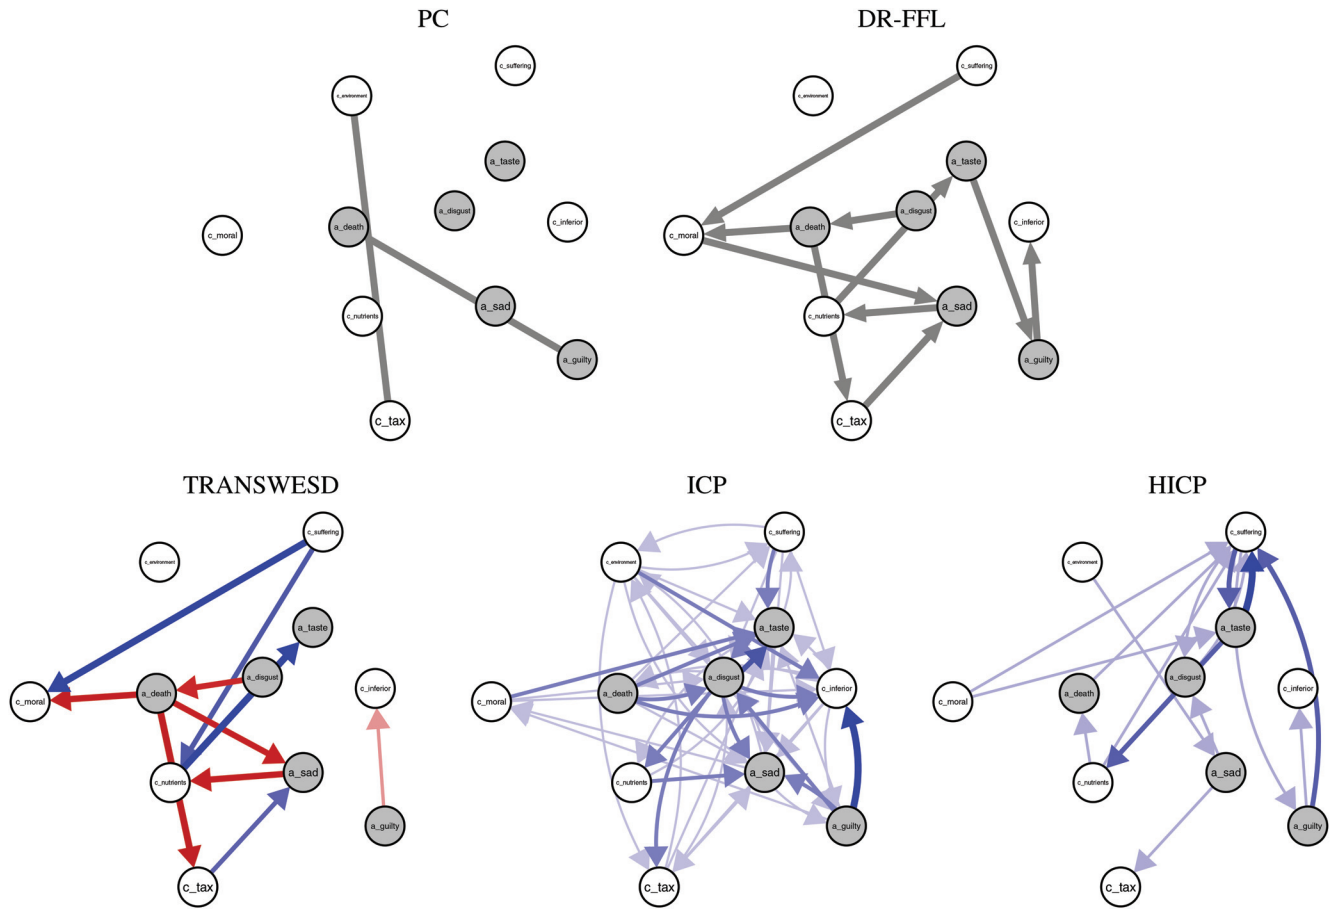 PC
c_suffering
c_environment
a_taste
a_disgust
c_inferior
a_death
c_moral
a_sad
c_nutrients
a_guilty
c_tax
DR-FFL
c_suffering
c_environment
a_taste
a_disgust
c_inferior
a_death
c_moral
a_sad
c_nutrients
a_guilty
c_tax
TRANSWESD
c_suffering
c_environment
a_taste
a_disgust
c_inferior
a_death
c_moral
a_sad
c_nutrients
a_guilty
c_tax
ICP
c_suffering
c_environment
a_taste
a_disgust
c_inferior
a_death
c_moral
a_sad
c_nutrients
a_guilty
c_tax
HICP
c_suffering
c_environment
a_taste
a_disgust
c_inferior
a_death
c_moral
a_sad
c_nutrients
a_guilty
c_tax